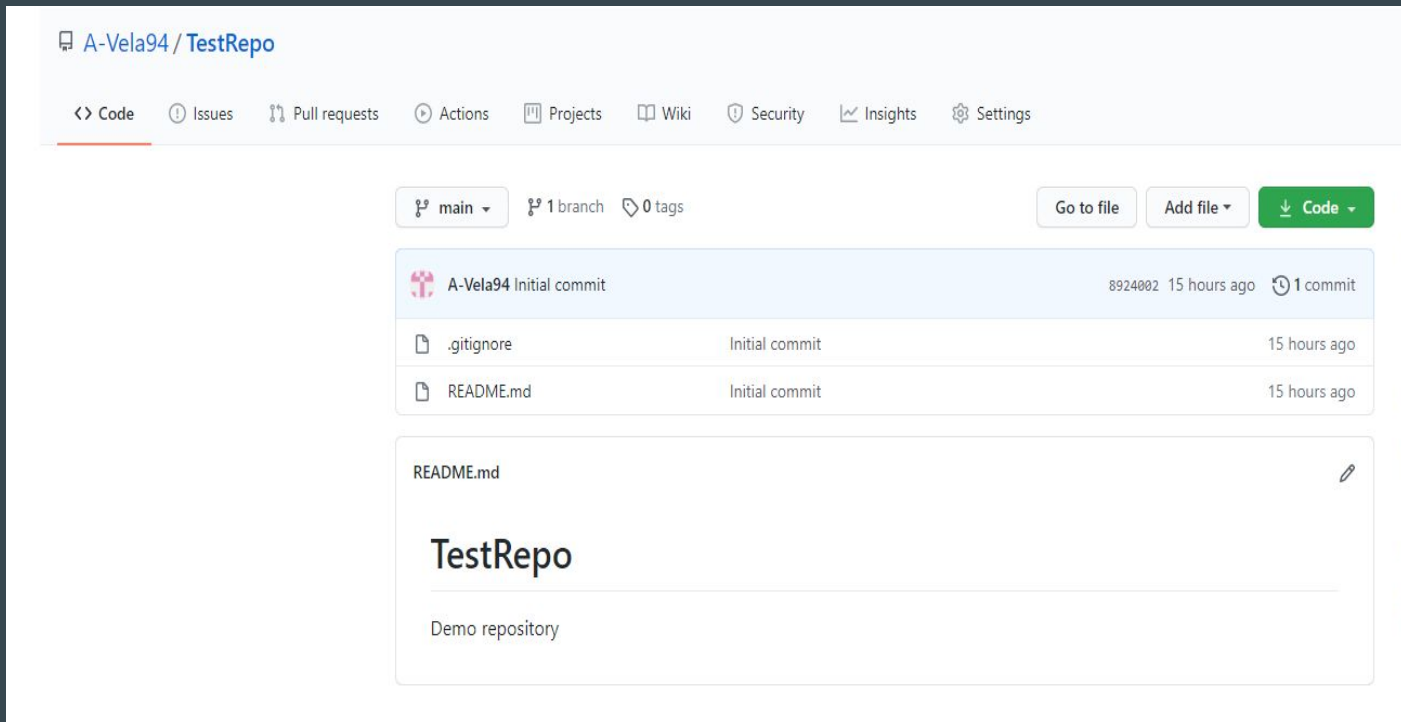 A-Vela94 / TestRepo
<> Code Issues Pull requests Actions Projects Wiki Security Insights Settings
main 1 branch 0 tags Go to file Add file Code
A-Vela94 Initial commit 8924002 15 hours ago 1 commit
.gitignore Initial commit 15 hours ago
README.md Initial commit 15 hours ago
README.md
TestRepo
Demo repository